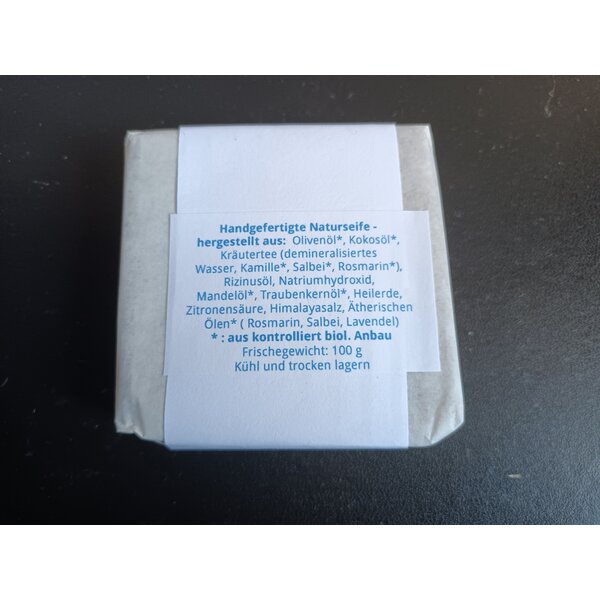 Handgefertigte Naturseife -
hergestellt aus: Olivenöl*, Kokosöl*,
Kräutertee (demineralisiertes
Wasser, Kamille*, Salbei*, Rosmarin*),
Rizinusöl, Natriumhydroxid,
Mandelöl*, Traubenkernöl*, Heilerde,
Zitronensäure, Himalayasalz, Ätherischen
Ölen* ( Rosmarin, Salbei, Lavendel)
* : aus kontrolliert biol. Anbau
Frischegewicht: 100 g
Kühl und trocken lagern